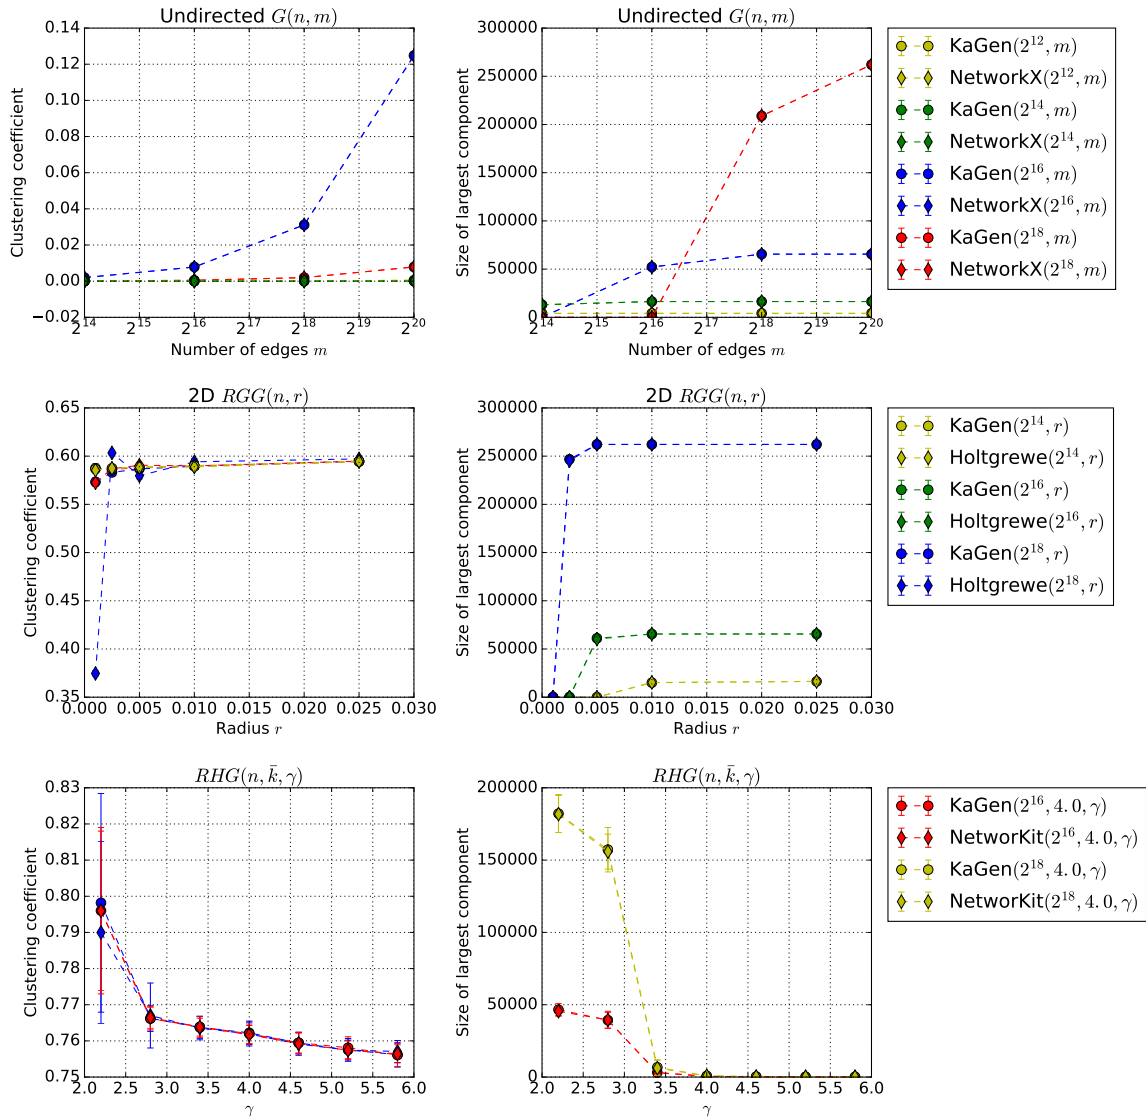 Undirected G(n, m)
Undirected G(n, m)
0.14
0.12
0.10
0.08
0.06
0.04
0.02
0.00
−0.02
Clustering coefficient
2^14 2^15 2^16 2^17 2^18 2^19 2^20
Number of edges m
300000
250000
200000
150000
100000
50000
0
Size of largest component
2^14 2^15 2^16 2^17 2^18 2^19 2^20
Number of edges m
KaGen(2^12, m)
NetworkX(2^12, m)
KaGen(2^14, m)
NetworkX(2^14, m)
KaGen(2^16, m)
NetworkX(2^16, m)
KaGen(2^18, m)
NetworkX(2^18, m)
2D RGG(n, r)
2D RGG(n, r)
0.65
0.60
0.55
0.50
0.45
0.40
0.35
Clustering coefficient
0.000 0.005 0.010 0.015 0.020 0.025 0.030
Radius r
300000
250000
200000
150000
100000
50000
0
Size of largest component
0.000 0.005 0.010 0.015 0.020 0.025 0.030
Radius r
KaGen(2^14, r)
Holtgrewe(2^14, r)
KaGen(2^16, r)
Holtgrewe(2^16, r)
KaGen(2^18, r)
Holtgrewe(2^18, r)
RHG(n, k̄, γ)
RHG(n, k̄, γ)
0.83
0.82
0.81
0.80
0.79
0.78
0.77
0.76
0.75
Clustering coefficient
2.0 2.5 3.0 3.5 4.0 4.5 5.0 5.5 6.0
γ
200000
150000
100000
50000
0
Size of largest component
2.0 2.5 3.0 3.5 4.0 4.5 5.0 5.5 6.0
γ
KaGen(2^16, 4.0, γ)
NetworKit(2^16, 4.0, γ)
KaGen(2^18, 4.0, γ)
NetworKit(2^18, 4.0, γ)